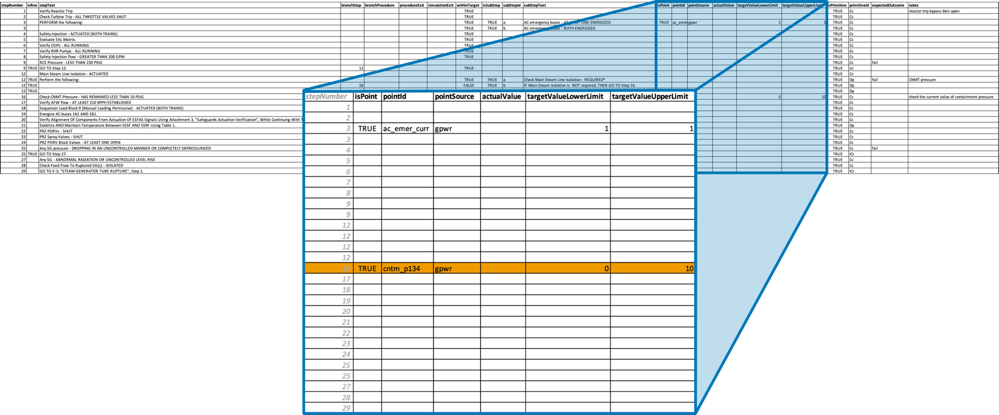 stepNumber isRno stepText branchStep branchProcedure procedureExit simulationExit withinTarget isSubStep subStepId subStepText isPoint pointId pointSource actualValue targetValueLowerLimit targetValueUpperLimit isPrimitive primitiveId expectedOutcome notes
1 Verify Reactor Trip TRUE TRUE Cc reactor trip bypass bkrs open
2 Check Turbine Trip - ALL THROTTLE VALVES SHUT TRUE TRUE Cc
3 PERFORM the following: TRUE TRUE a AC emergency buses - AT LEAST ONE ENERGIZED TRUE ac_emer gpwr 1 1 TRUE Cc
3 TRUE TRUE b AC emergency buses - BOTH ENERGIZED TRUE Cc
4 Safety Injection - ACTUATED (BOTH TRAINS) TRUE TRUE Cc
5 Evaluate EAL Matrix. TRUE TRUE Cc
6 Verify CSIPs - ALL RUNNING TRUE TRUE Cc
7 Verify RHR Pumps - ALL RUNNING TRUE TRUE Cc
8 Safety Injection flow - GREATER THAN 200 GPM TRUE TRUE Cc
9 RCS Pressure - LESS THAN 230 PSIG TRUE Cc fail
9 TRUE GO TO Step 12. 12 TRUE TRUE Icr
12 Main Steam Line Isolation - ACTUATED TRUE Cc
12 TRUE Perform the following: TRUE TRUE a Check Main Steam Line Isolation - REQUIRED* TRUE Dp fail CNMT pressure
12 TRUE 16 FALSE TRUE b IF Main Steam Isolation is NOT required, THEN GO TO Step 16. TRUE Dp
12 TRUE TRUE Dp
16 Check CNMT Pressure - HAS REMAINED LESS THAN 10 PSIG 0 10 TRUE Cc check the current value of containment pressure
17 Verify AFW flow - AT LEAST 210 KPPH ESTABLISHED TRUE Cc
18 Sequencer Load Block 9 (Manual Loading Permissive) - ACTUATED (BOTH TRAINS) TRUE Cc
19 Energize AC buses 1A1 AND 1B1. TRUE Cc
20 Verify Alignment Of Components From Actuation Of ESFAS Signals Using Attachment 3, "Safeguards Actuation Verification", While Continuing With T TRUE Cc
21 Stabilize AND Maintain Temperature Between 555F AND 559F Using Table 1. TRUE Dp
22 PRZ PORVs - SHUT TRUE Cc
23 PRZ Spray Valves - SHUT TRUE Cc
24 PRZ PORV Block Valves - AT LEAST ONE OPEN TRUE Cc
25 Any SG pressure - DROPPING IN AN UNCONTROLLED MANNER OR COMPLETELY DEPRESSURIZED TRUE Cc fail
25 TRUE GO TO Step 27. TRUE ICr
27 Any SG - ABNORMAL RADIATION OR UNCONTROLLED LEVEL RISE TRUE Cc
28 Check Feed Flow To Ruptured SG(s) - ISOLATED TRUE Cc
29 GO TO E-3, "STEAM GENERATOR TUBE RUPTURE", Step 1. TRUE ICr
stepNumber isPoint pointId pointSource actualValue targetValueLowerLimit targetValueUpperLimit
1
2
3 TRUE ac_emer_curr gpwr 1 1
3
4
5
6
7
8
9
9
12
12
12
12
16 TRUE cntm_p134 gpwr 0 10
17
18
19
20
21
22
23
24
25
25
27
28
29